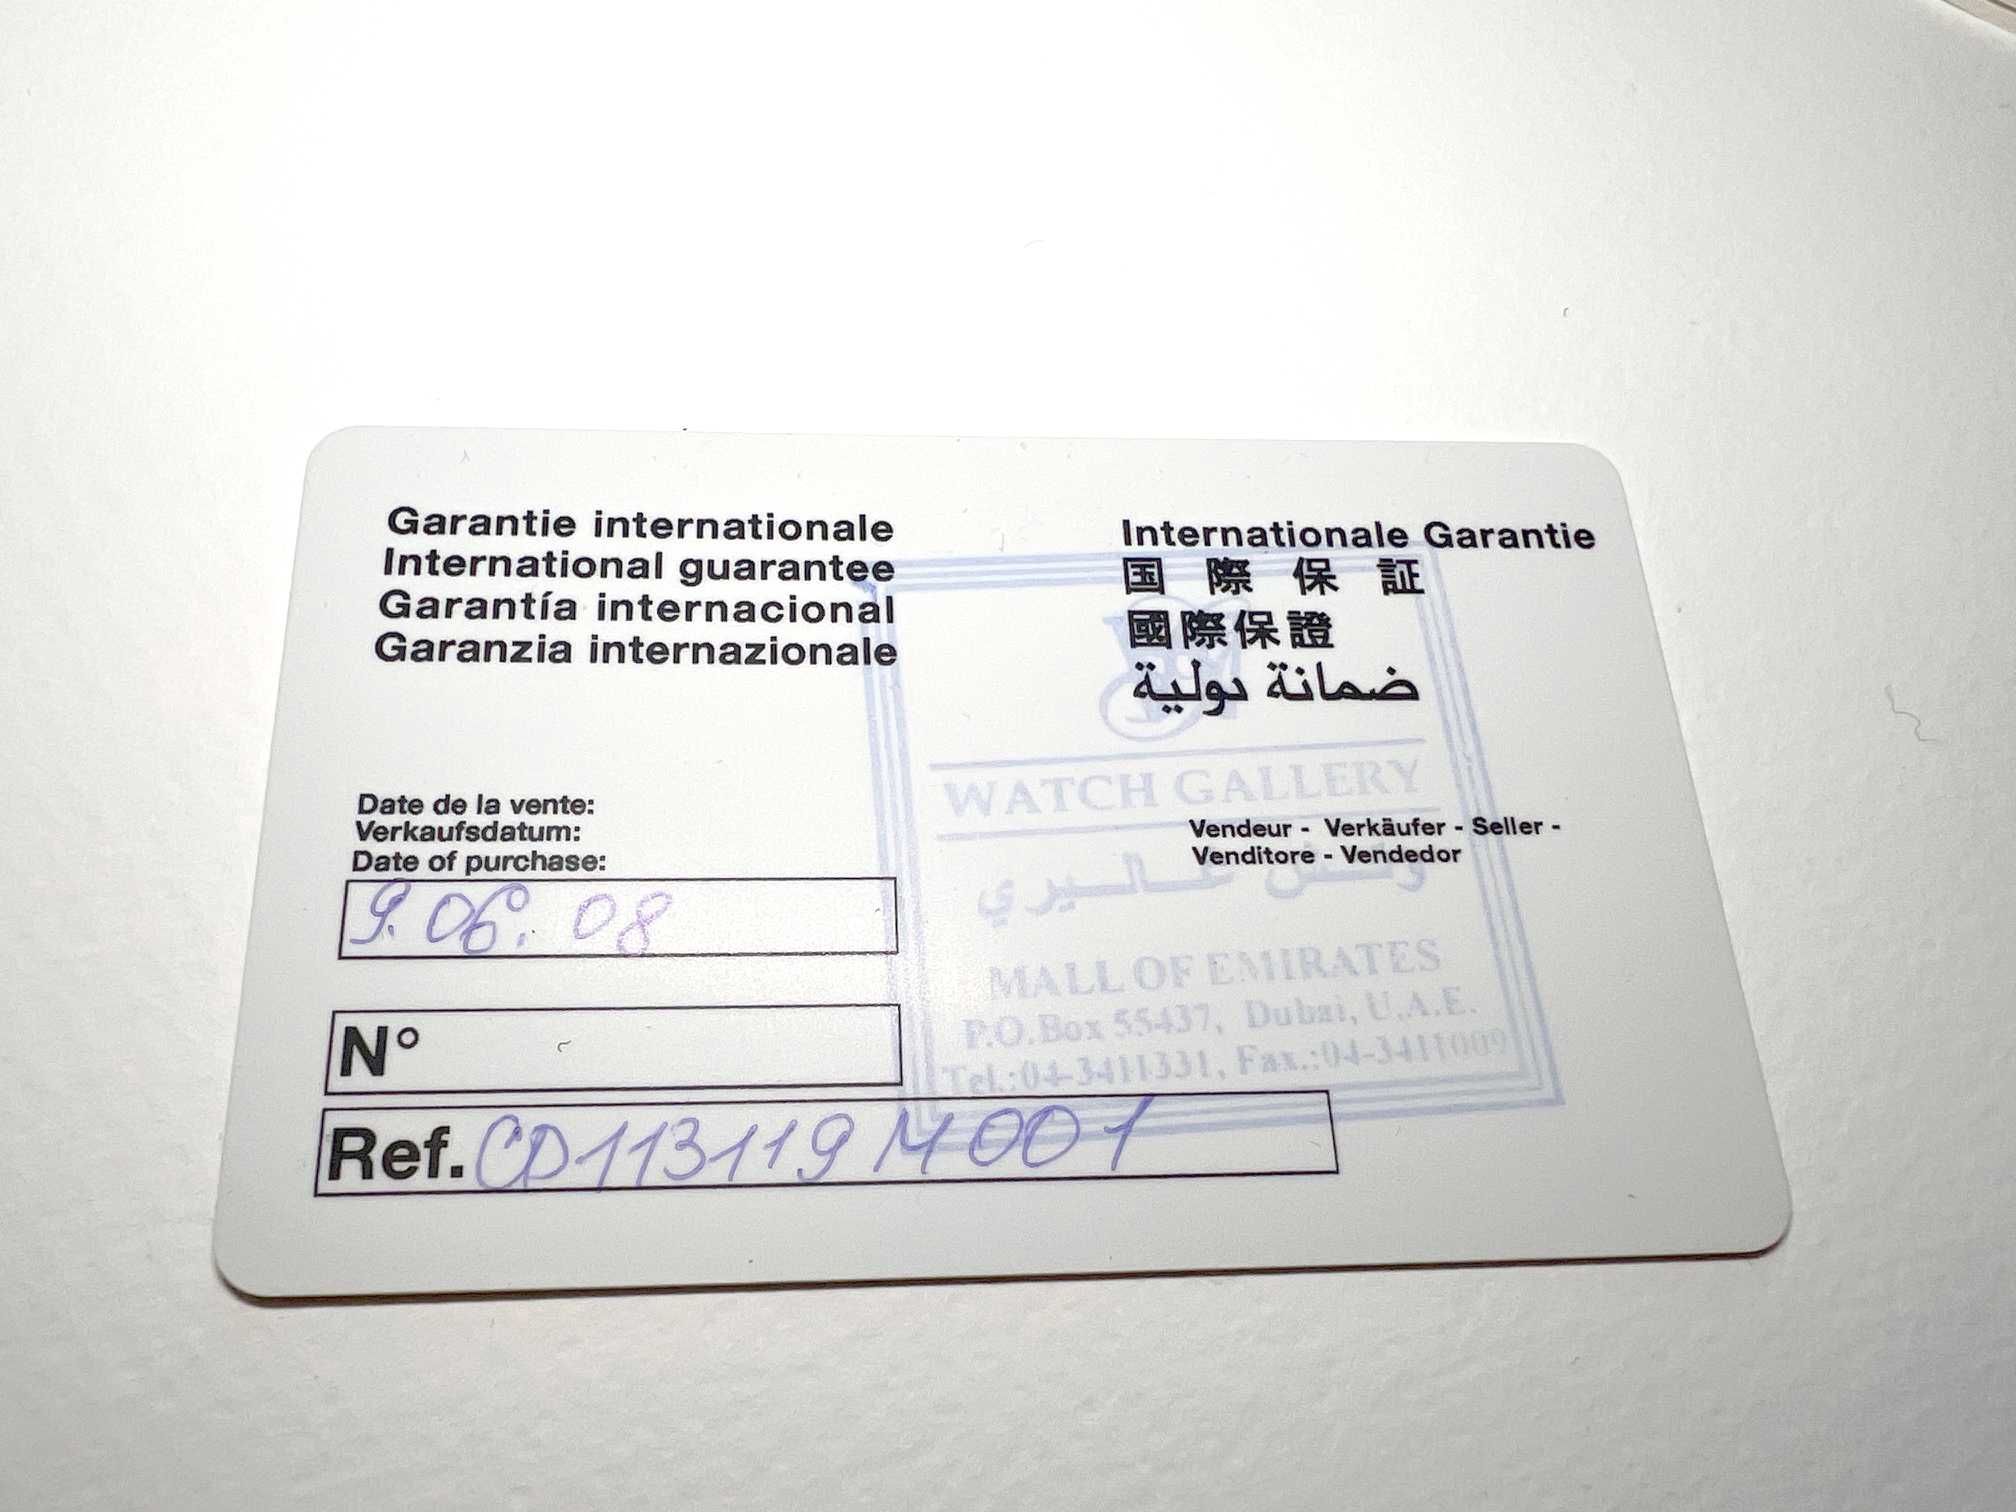 Garantie internationale
International guarantee
Garantía internacional
Garanzia internazionale
Internationale Garantie
国際保証
國際保證
ضمانة دولية
WATCH GALLERY
Date de la vente:
Verkaufsdatum:
Date of purchase:
9.06.08
Vendeur - Verkäufer - Seller -
Venditore - Vendedor
وتش غاليري
MALL OF EMIRATES
P.O.Box 55437, Dubai, U.A.E.
Tel.:04-3411331, Fax.:04-3411009
N°
Ref. CD113119M001